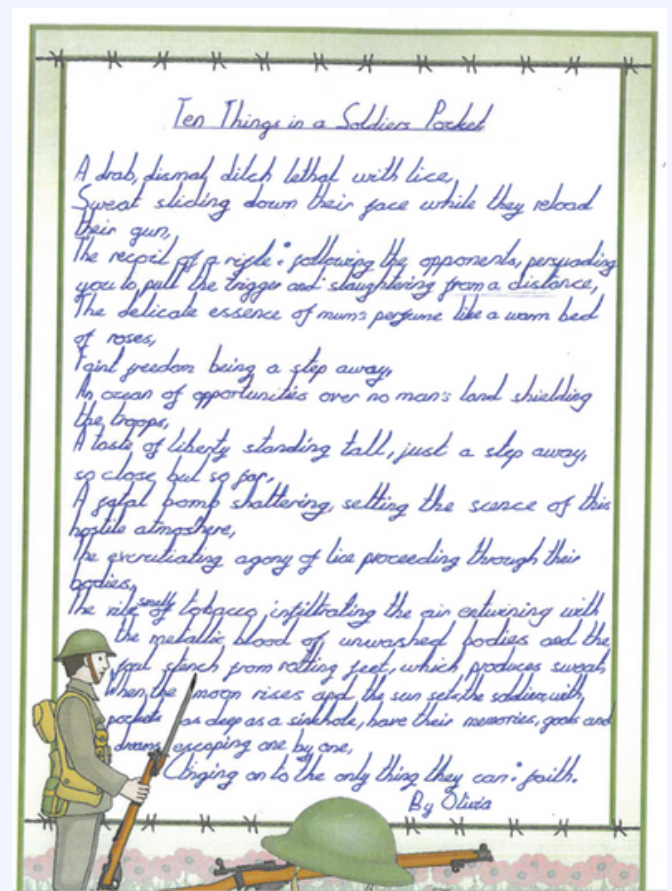 Ten Things in a Soldiers Pocket
A drab, dismal ditch lethal with lice,
Sweat sliding down their face while they reload
their gun,
The recoil of a rifle: following the opponents, persuading
you to pull the trigger and slaughtering from a distance,
The delicate essence of mum's perfume like a warm bed
of roses,
Faint freedom being a step away,
An ocean of opportunities over no man's land shielding
the troops,
A taste of liberty standing tall, just a step away,
so close but so far,
A fatal bomb shattering, setting the scence of this
hostile atmoshere,
The excrutiating agony of lice proceeding through their
bodies,
The vile smell of tobacco infiltrating the air entwining with
the metallic blood of unwashed bodies and the
foul stench from rotting feet, which produces sweat,
When the moon rises and the sun sets, the soldier, with
pockets as deep as a sinkhole, have their memories, goals and
dreams escaping one by one,
Clinging on to the only thing they can: faith.
By Olivia